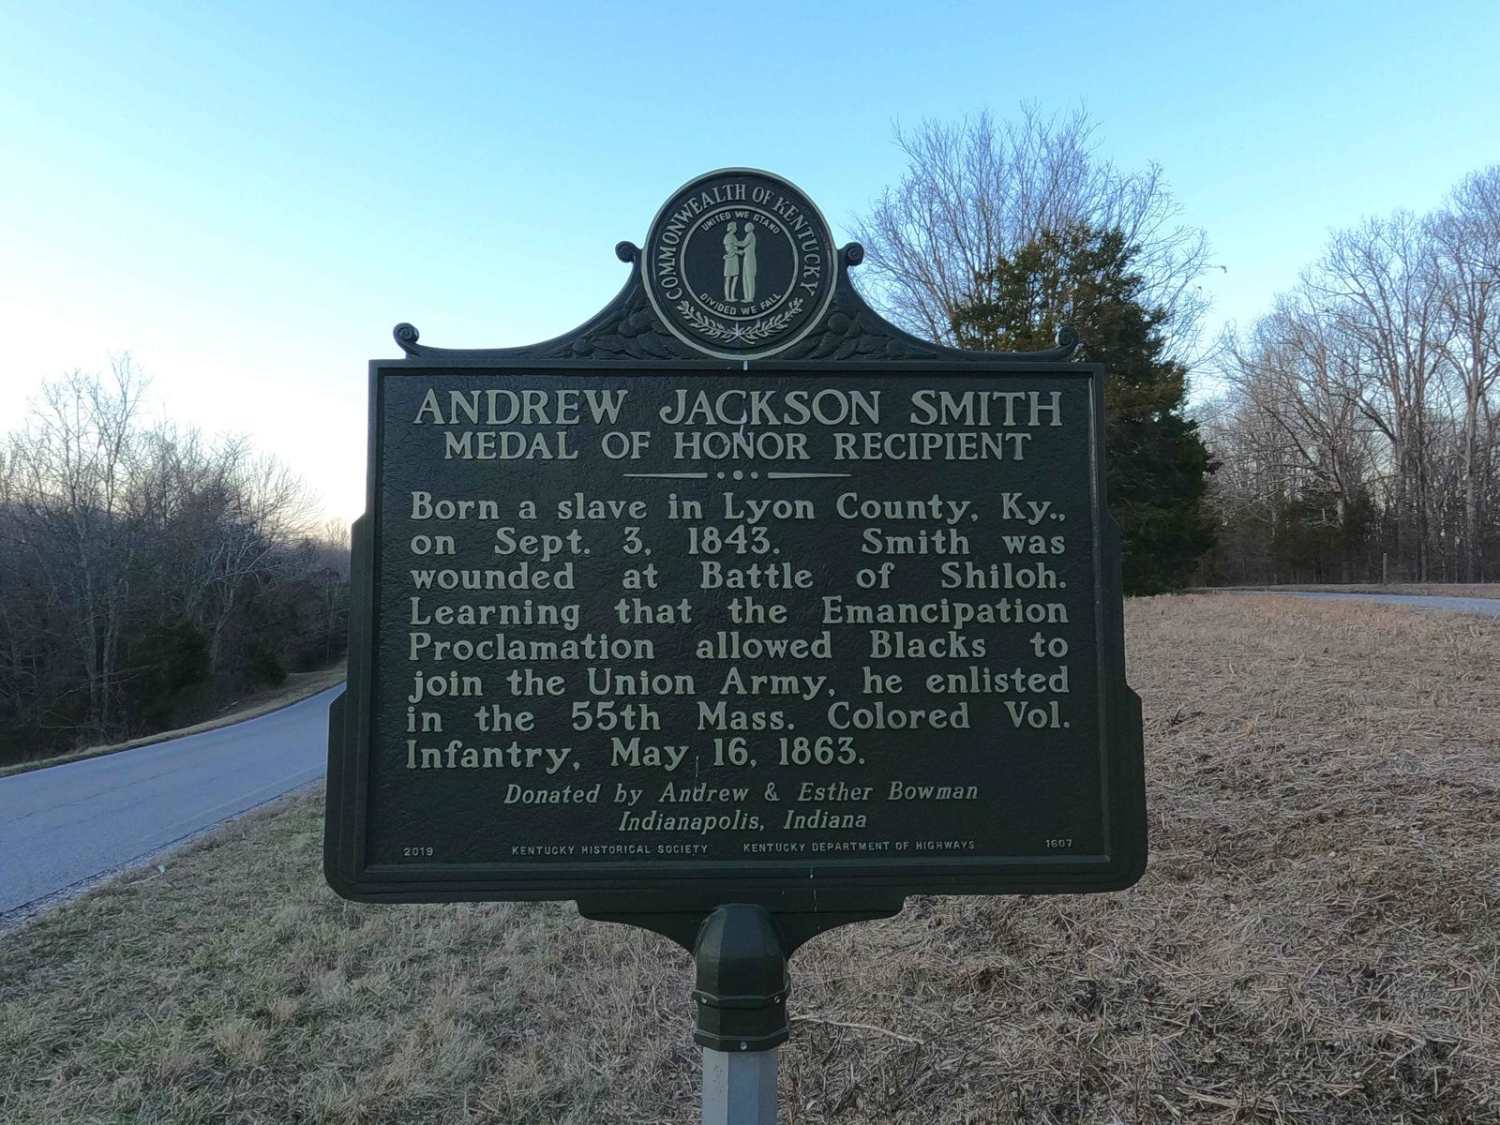 COMMONWEALTH OF KENTUCKY
UNITED WE STAND
DIVIDED WE FALL
ANDREW JACKSON SMITH
MEDAL OF HONOR RECIPIENT
Born a slave in Lyon County, Ky.,
on Sept. 3, 1843. Smith was
wounded at Battle of Shiloh.
Learning that the Emancipation
Proclamation allowed Blacks to
join the Union Army, he enlisted
in the 55th Mass. Colored Vol.
Infantry, May 16, 1863.
Donated by Andrew & Esther Bowman
Indianapolis, Indiana
2019 KENTUCKY HISTORICAL SOCIETY KENTUCKY DEPARTMENT OF HIGHWAYS 1607